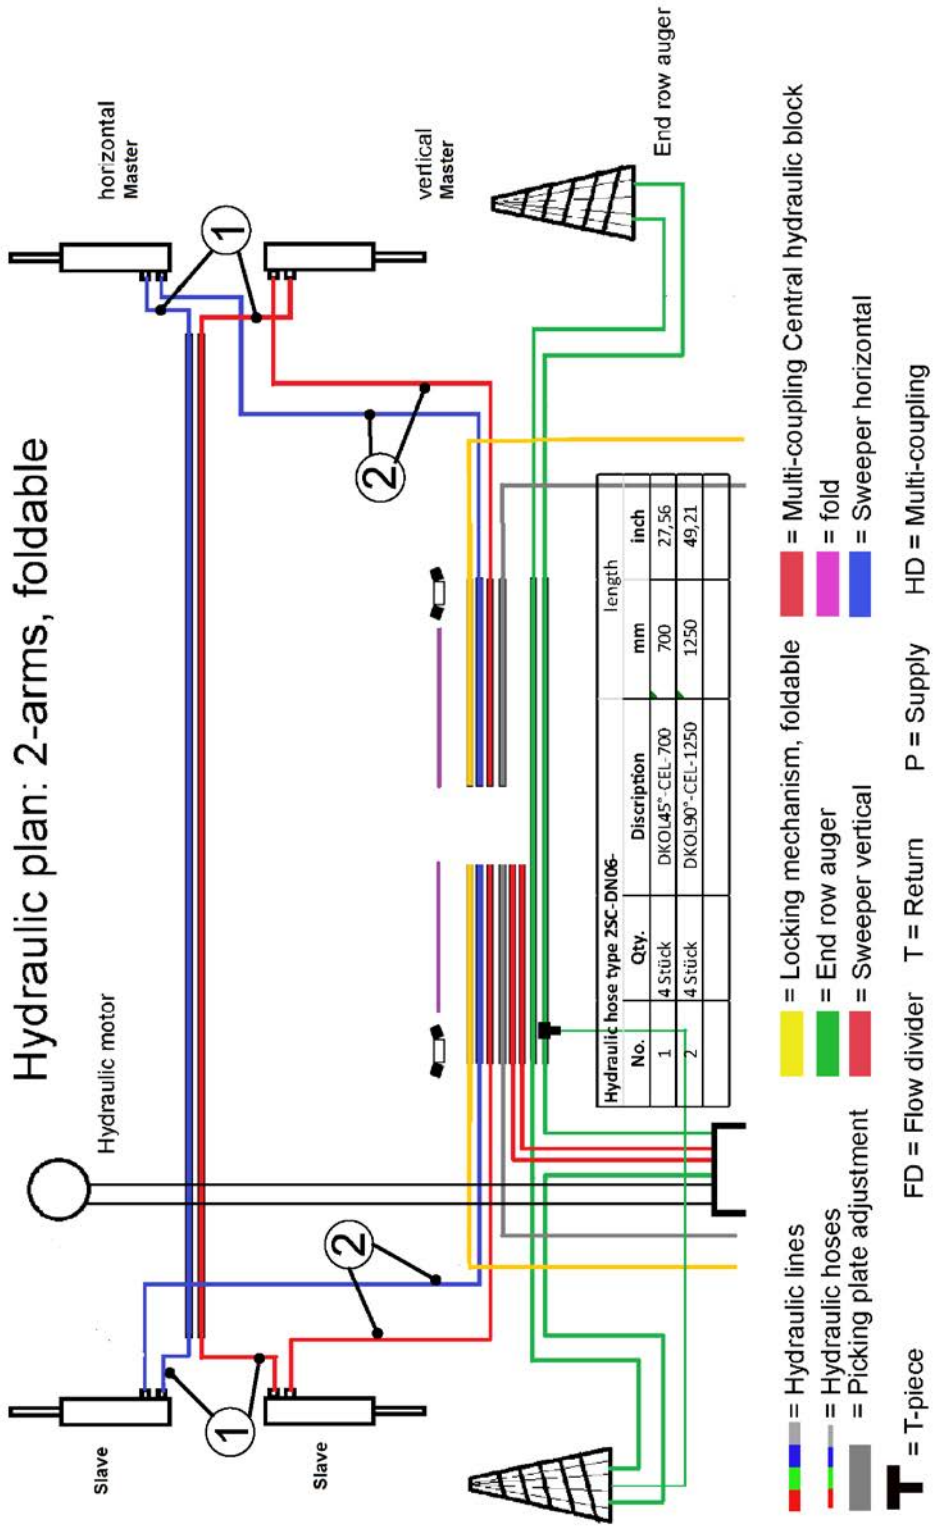 Hydraulic plan: 2-arms, foldable
Hydraulic motor
horizontal
Master
vertical
Master
Slave
Slave
1
1
2
2
End row auger
Hydraulic hose type 2SC-DN06-
length
No. Qty. Discription mm inch
1 4 Stück DKOL45°-CEL-700 700 27,56
2 4 Stück DKOL90°-CEL-1250 1250 49,21
= Hydraulic lines
= Hydraulic hoses
= Picking plate adjustment
= T-piece
= Locking mechanism, foldable
= End row auger
= Sweeper vertical
= Multi-coupling Central hydraulic block
= fold
= Sweeper horizontal
FD = Flow divider T = Return P = Supply HD = Multi-coupling